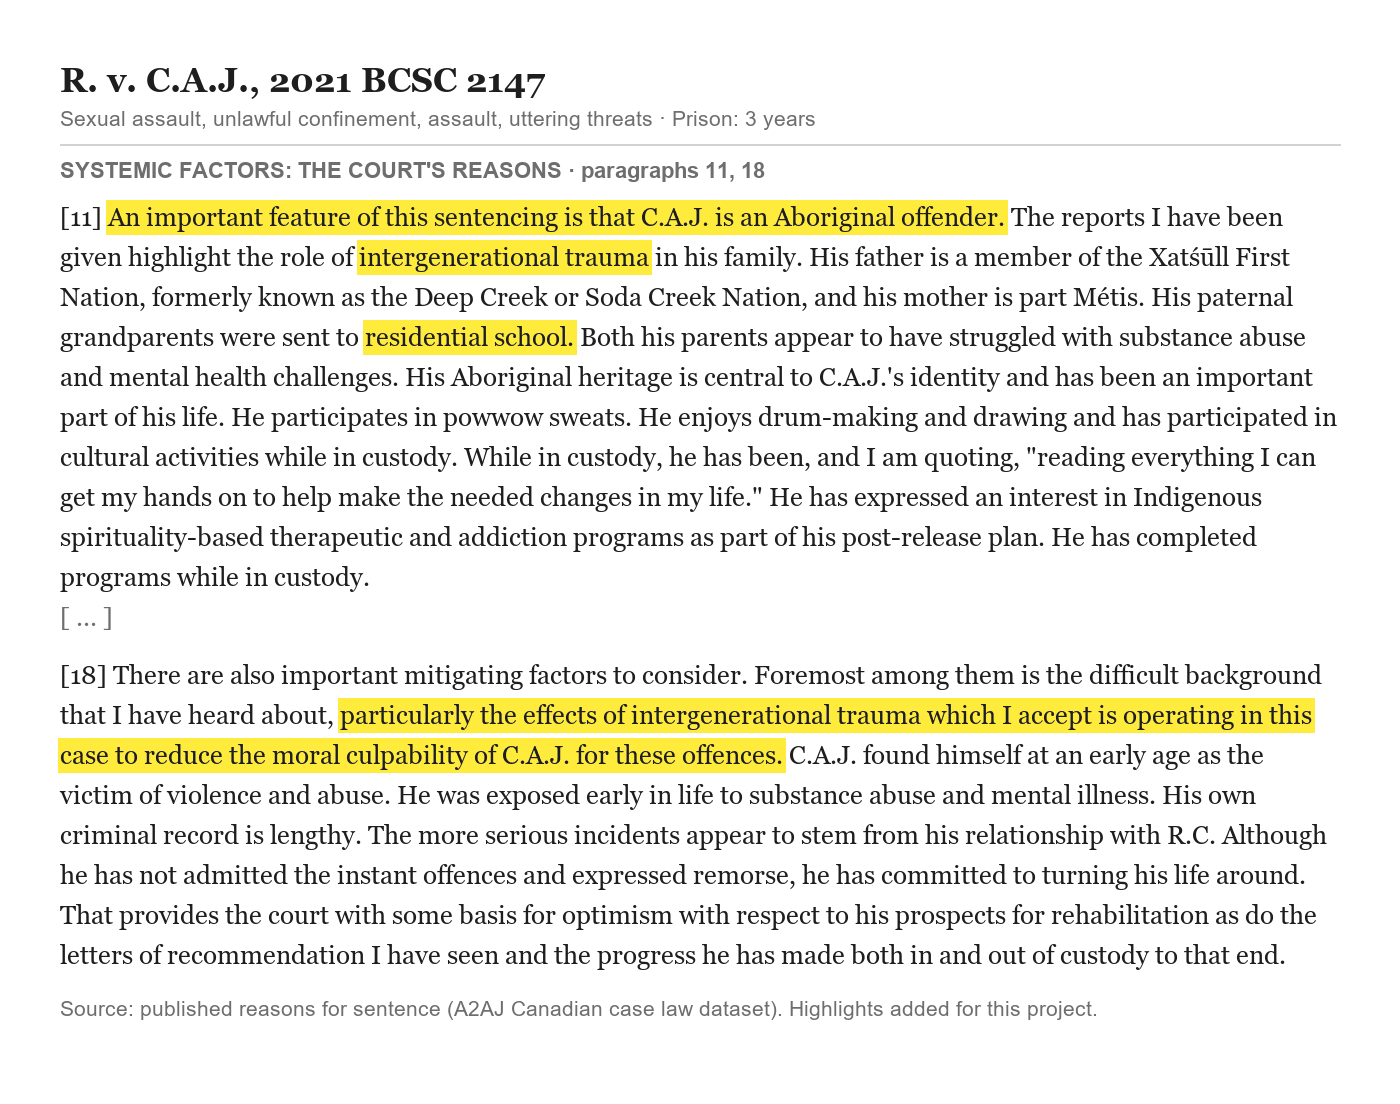 R. v. C.A.J., 2021 BCSC 2147
Sexual assault, unlawful confinement, assault, uttering threats · Prison: 3 years
SYSTEMIC FACTORS: THE COURT'S REASONS · paragraphs 11, 18
[11] An important feature of this sentencing is that C.A.J. is an Aboriginal offender. The reports I have been
given highlight the role of intergenerational trauma in his family. His father is a member of the Xatśūll First
Nation, formerly known as the Deep Creek or Soda Creek Nation, and his mother is part Métis. His paternal
grandparents were sent to residential school. Both his parents appear to have struggled with substance abuse
and mental health challenges. His Aboriginal heritage is central to C.A.J.'s identity and has been an important
part of his life. He participates in powwow sweats. He enjoys drum-making and drawing and has participated in
cultural activities while in custody. While in custody, he has been, and I am quoting, "reading everything I can
get my hands on to help make the needed changes in my life." He has expressed an interest in Indigenous
spirituality-based therapeutic and addiction programs as part of his post-release plan. He has completed
programs while in custody.
[ ... ]
[18] There are also important mitigating factors to consider. Foremost among them is the difficult background
that I have heard about, particularly the effects of intergenerational trauma which I accept is operating in this
case to reduce the moral culpability of C.A.J. for these offences. C.A.J. found himself at an early age as the
victim of violence and abuse. He was exposed early in life to substance abuse and mental illness. His own
criminal record is lengthy. The more serious incidents appear to stem from his relationship with R.C. Although
he has not admitted the instant offences and expressed remorse, he has committed to turning his life around.
That provides the court with some basis for optimism with respect to his prospects for rehabilitation as do the
letters of recommendation I have seen and the progress he has made both in and out of custody to that end.
Source: published reasons for sentence (A2AJ Canadian case law dataset). Highlights added for this project.